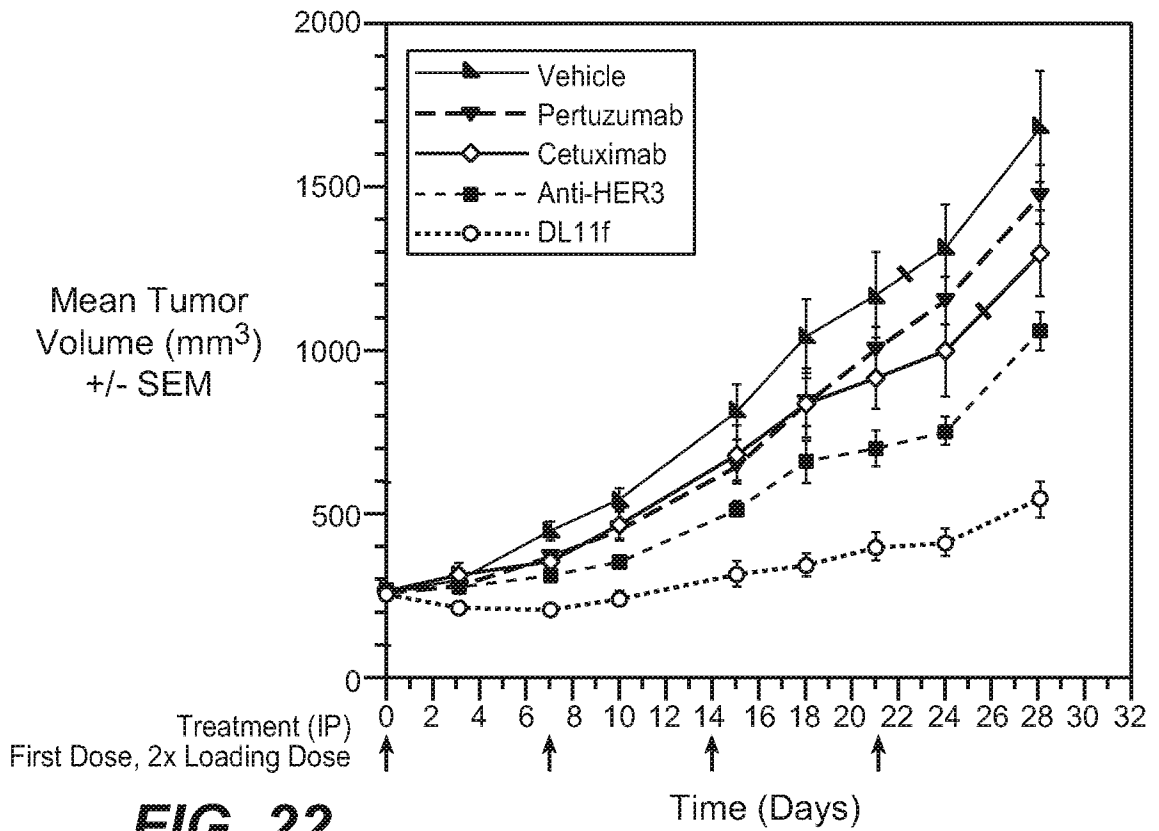 2000
1500
1000
500
0
Mean Tumor
Volume (mm³)
+/- SEM
Vehicle
Pertuzumab
Cetuximab
Anti-HER3
DL11f
0 2 4 6 8 10 12 14 16 18 20 22 24 26 28 30 32
Treatment (IP)
First Dose, 2x Loading Dose
Time (Days)
FIG. 22